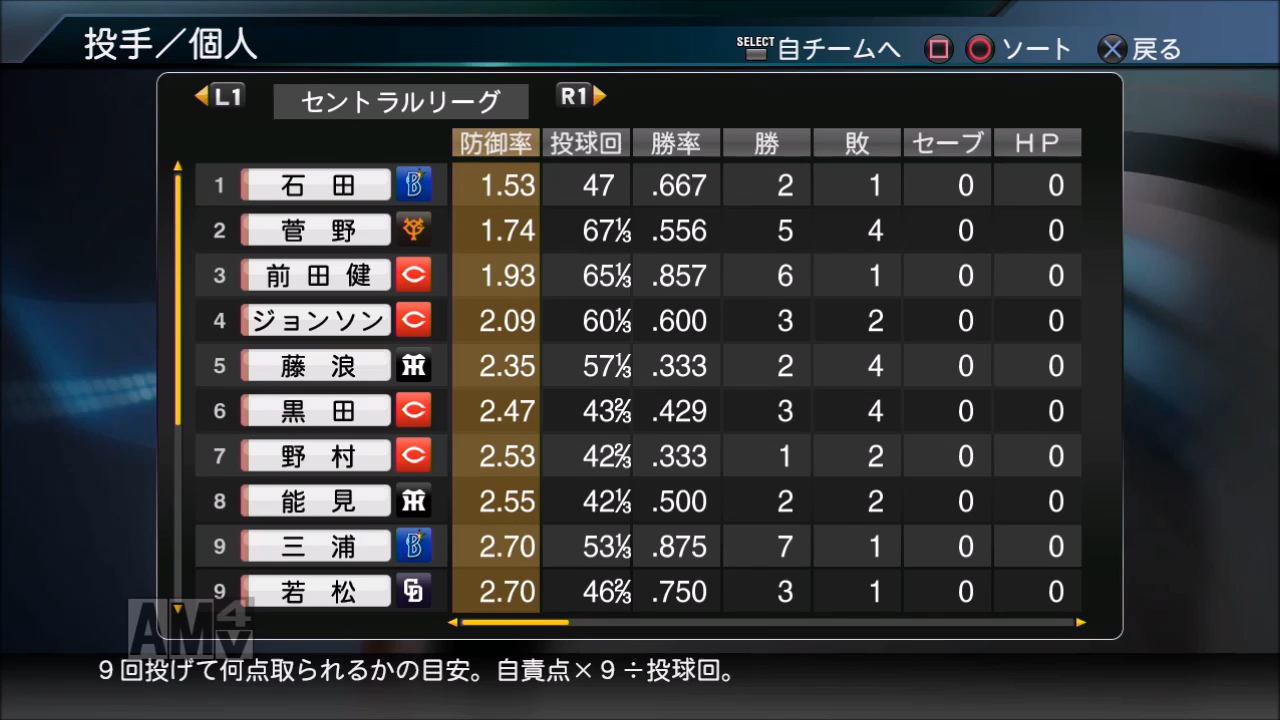 投手／個人
SELECT 自チームへ ソート 戻る
L1 セントラルリーグ R1
防御率 投球回 勝率 勝 敗 セーブ HP
1 石田 1.53 47 .667 2 1 0 0
2 菅野 1.74 67⅓ .556 5 4 0 0
3 前田健 1.93 65⅓ .857 6 1 0 0
4 ジョンソン 2.09 60⅓ .600 3 2 0 0
5 藤浪 2.35 57⅓ .333 2 4 0 0
6 黒田 2.47 43⅔ .429 3 4 0 0
7 野村 2.53 42⅔ .333 1 2 0 0
8 能見 2.55 42⅓ .500 2 2 0 0
9 三浦 2.70 53⅓ .875 7 1 0 0
9 若松 2.70 46⅔ .750 3 1 0 0
AM4V
9回投げて何点取られるかの目安。自責点×9÷投球回。